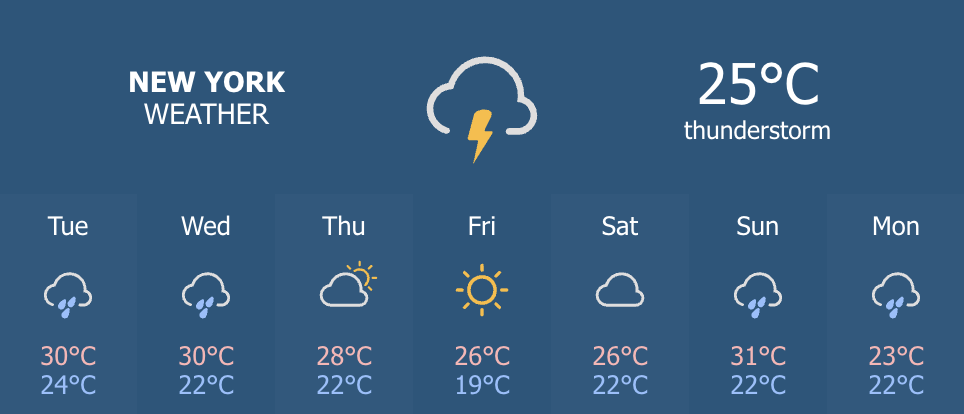 NEW YORK
WEATHER
25°C
thunderstorm
Tue Wed Thu Fri Sat Sun Mon
30°C 30°C 28°C 26°C 26°C 31°C 23°C
24°C 22°C 22°C 19°C 22°C 22°C 22°C